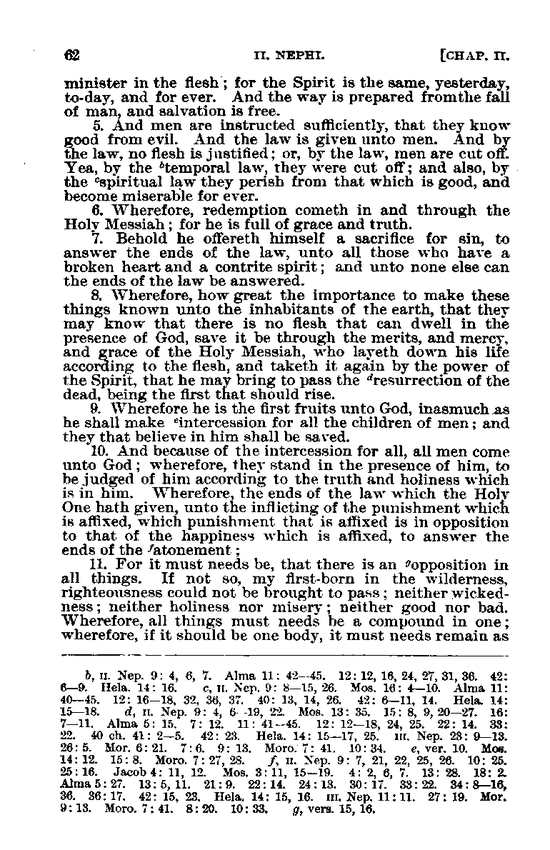 62 II. NEPHI. [CHAP. II.
minister in the flesh; for the Spirit is the same, yesterday,
to-day, and for ever. And the way is prepared fromthe fall
of man, and salvation is free.
5. And men are instructed sufficiently, that they know
good from evil. And the law is given unto men. And by
the law, no flesh is justified; or, by the law, men are cut off.
Yea, by the ᵇtemporal law, they were cut off; and also, by
the ᶜspiritual law they perish from that which is good, and
become miserable for ever.
6. Wherefore, redemption cometh in and through the
Holy Messiah; for he is full of grace and truth.
7. Behold he offereth himself a sacrifice for sin, to
answer the ends of the law, unto all those who have a
broken heart and a contrite spirit; and unto none else can
the ends of the law be answered.
8. Wherefore, how great the importance to make these
things known unto the inhabitants of the earth, that they
may know that there is no flesh that can dwell in the
presence of God, save it be through the merits, and mercy,
and grace of the Holy Messiah, who layeth down his life
according to the flesh, and taketh it again by the power of
the Spirit, that he may bring to pass the ᵈresurrection of the
dead, being the first that should rise.
9. Wherefore he is the first fruits unto God, inasmuch as
he shall make ᵉintercession for all the children of men; and
they that believe in him shall be saved.
10. And because of the intercession for all, all men come
unto God; wherefore, they stand in the presence of him, to
be judged of him according to the truth and holiness which
is in him. Wherefore, the ends of the law which the Holy
One hath given, unto the inflicting of the punishment which
is affixed, which punishment that is affixed is in opposition
to that of the happiness which is affixed, to answer the
ends of the ᶠatonement;
11. For it must needs be, that there is an ᵍopposition in
all things. If not so, my first-born in the wilderness,
righteousness could not be brought to pass; neither wicked-
ness; neither holiness nor misery; neither good nor bad.
Wherefore, all things must needs be a compound in one;
wherefore, if it should be one body, it must needs remain as
b, II. Nep. 9: 4, 6, 7. Alma 11: 42–45. 12: 12, 16, 24, 27, 31, 36. 42:
6–9. Hela. 14: 16. c, II. Nep. 9: 8–15, 26. Mos. 16: 4–10. Alma 11:
40–45. 12: 16–18, 32, 36, 37. 40: 13, 14, 26. 42: 6–11, 14. Hela. 14:
15–18. d, II. Nep. 9: 4, 6–19, 22. Mos. 13: 35. 15: 8, 9, 20–27. 16:
7–11. Alma 5: 15. 7: 12. 11: 41–45. 12: 12–18, 24, 25. 22: 14. 33:
22. 40 ch. 41: 2–5. 42: 23. Hela. 14: 15–17, 25. III. Nep. 28: 9–13.
26: 5. Mor. 6: 21. 7: 6. 9: 13. Moro. 7: 41. 10: 34. e, ver. 10. Mos.
14: 12. 15: 8. Moro. 7: 27, 28. f, II. Nep. 9: 7, 21, 22, 25, 26. 10: 25.
25: 16. Jacob 4: 11, 12. Mos. 3: 11, 15–19. 4: 2, 6, 7. 13: 28. 18: 2.
Alma 5: 27. 13: 5, 11. 21: 9. 22: 14. 24: 13. 30: 17. 33: 22. 34: 8–16,
36. 36: 17. 42: 15, 23. Hela. 14: 15, 16. III. Nep. 11: 11. 27: 19. Mor.
9: 13. Moro. 7: 41. 8: 20. 10: 33. g, vers. 15, 16.